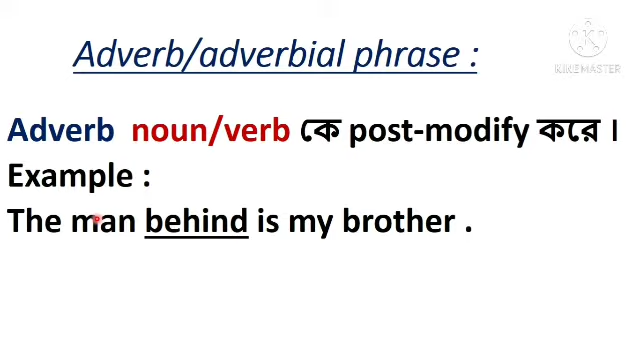 Adverb/adverbial phrase :
KINEMASTER
Adverb noun/verb কে post-modify করে ।
Example :
The man behind is my brother .